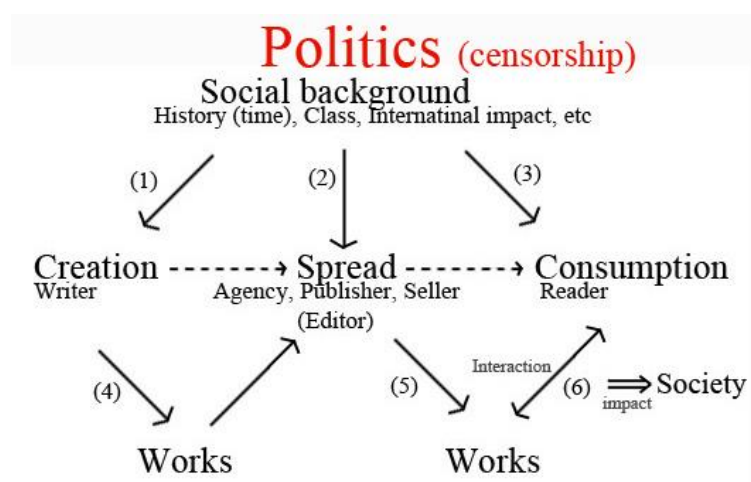 Politics (censorship)
Social background
History (time), Class, Internatinal impact, etc
(1)
(2)
(3)
Creation
Spread
Consumption
Writer
Agency, Publisher, Seller
Reader
(Editor)
(4)
(5)
Interaction
(6)
impact
Society
Works
Works